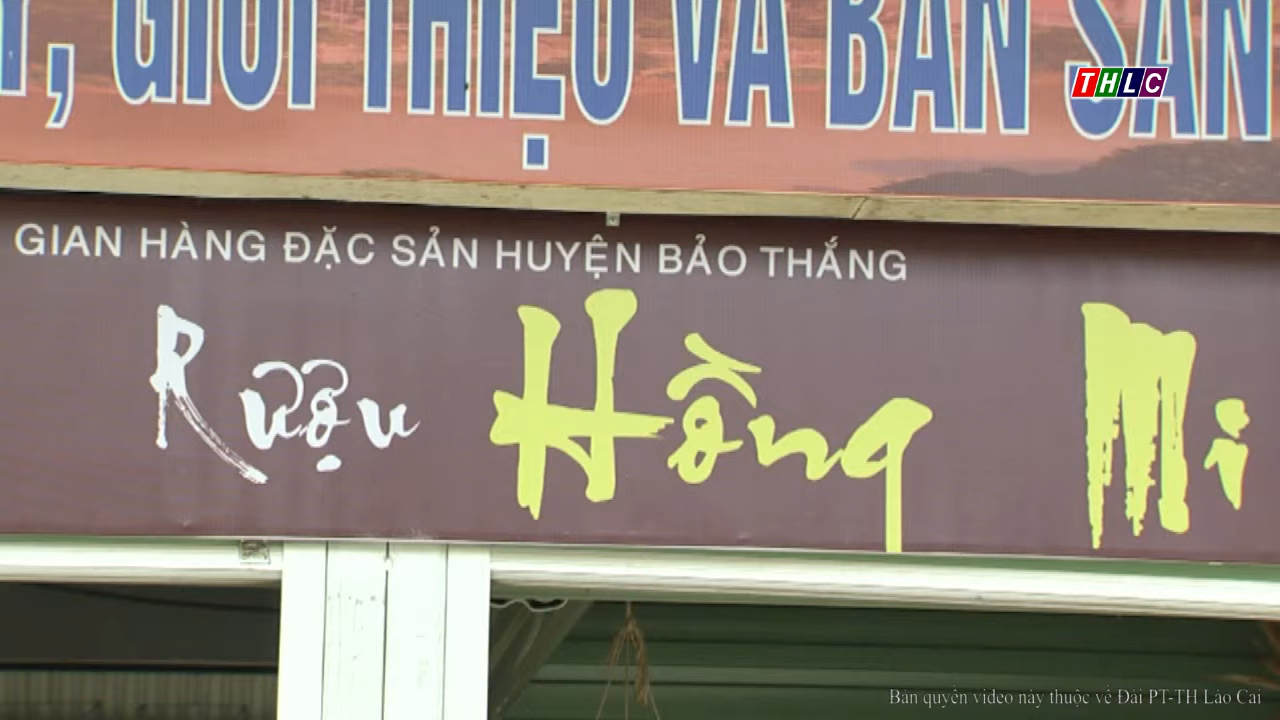 , GIỚI THIỆU VÀ BÁN SẢN
THLC
GIAN HÀNG ĐẶC SẢN HUYỆN BẢO THẮNG
Rượu Hồng Mi
Bản quyền video này thuộc về Đài PT-TH Lào Cai